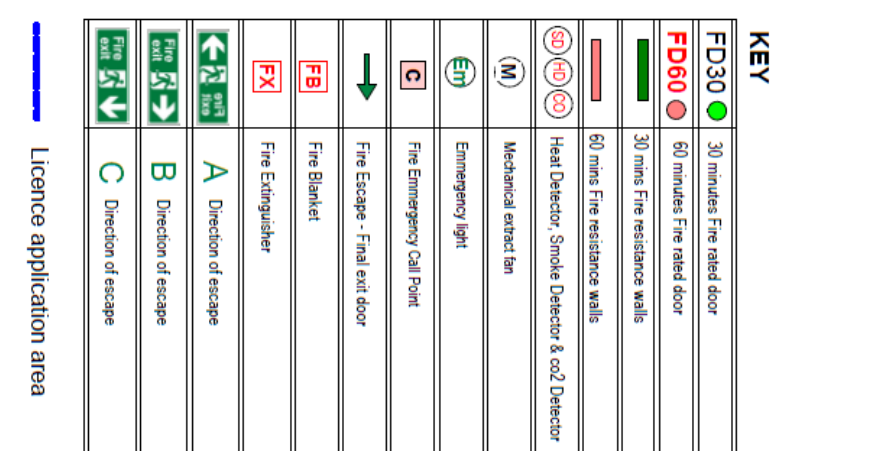 KEY
FD30 30 minutes Fire rated door
FD60 60 minutes Fire rated door
30 mins Fire resistance walls
60 mins Fire resistance walls
SD HD CO Heat Detector, Smoke Detector & co2 Detector
M Mechanical extract fan
Em Emmergency light
C Fire Emmergency Call Point
Fire Escape - Final exit door
FB Fire Blanket
FX Fire Extinguisher
Fire exit A Direction of escape
Fire exit B Direction of escape
Fire exit C Direction of escape
Licence application area